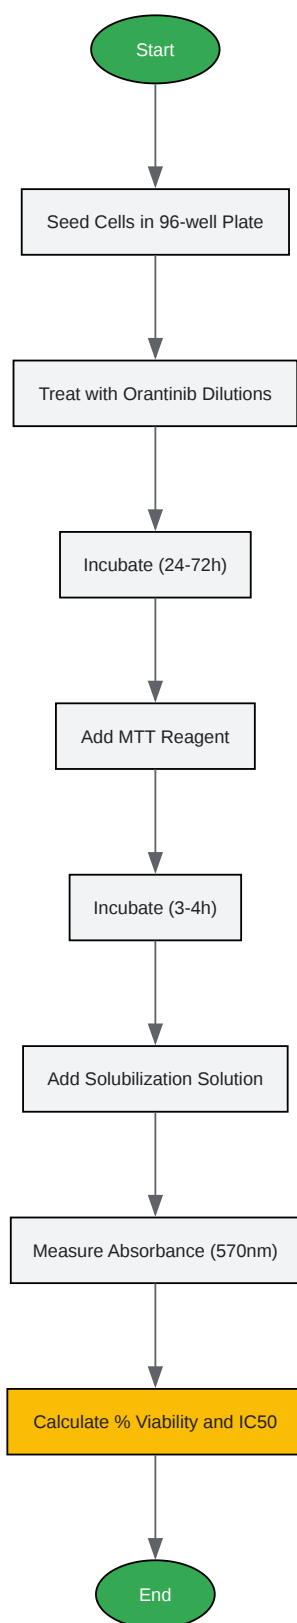 Start
Seed Cells in 96-well Plate
Treat with Orantinib Dilutions
Incubate (24-72h)
Add MTT Reagent
Incubate (3-4h)
Add Solubilization Solution
Measure Absorbance (570nm)
Calculate % Viability and IC50
End